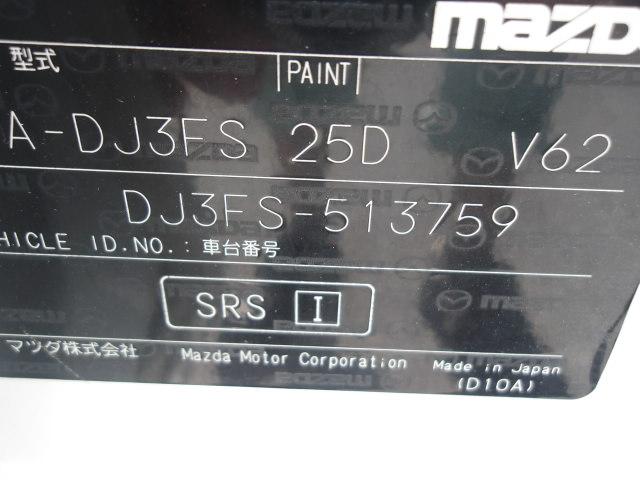 mazd
型式 PAINT
A-DJ3FS 25D V62
DJ3FS-513759
HICLE ID.NO.: 車台番号
SRS I
マツダ株式会社 Mazda Motor Corporation Made in Japan
(D10A)